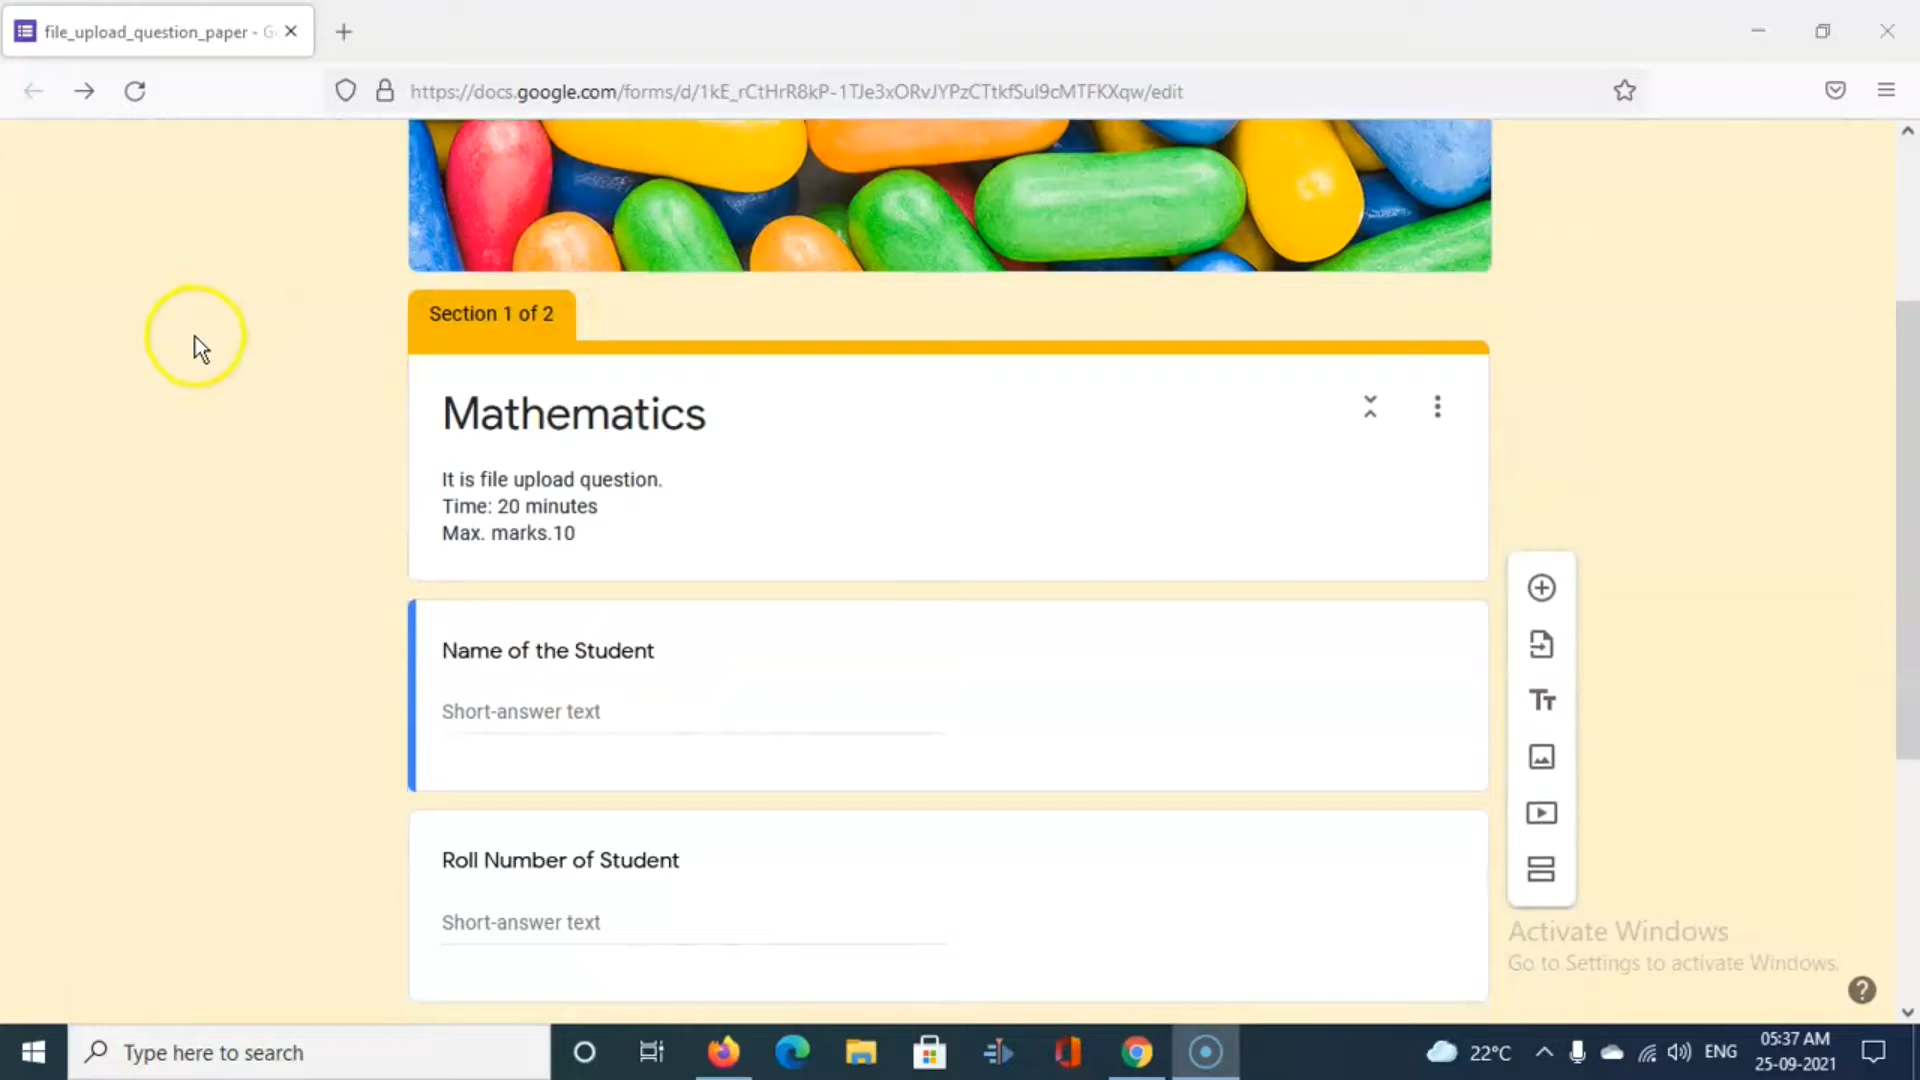 file_upload_question_paper - G
https://docs.google.com/forms/d/1kE_rCtHrR8kP-1TJe3xORvJYPzCTtkfSul9cMTFKXqw/edit
Section 1 of 2
Mathematics
It is file upload question.
Time: 20 minutes
Max. marks.10
Name of the Student
Short-answer text
Roll Number of Student
Short-answer text
Tт
Activate Windows
Go to Settings to activate Windows.
Type here to search
22°C
ENG
05:37 AM
25-09-2021